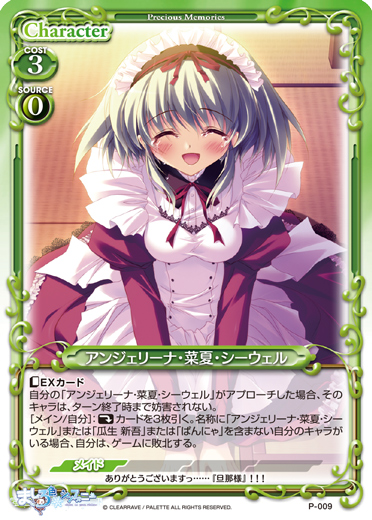 Precious Memories
Character
COST
3
SOURCE
0
アンジェリーナ・菜夏・シーウェル
EXカード
自分の「アンジェリーナ・菜夏・シーウェル」がアプローチした場合、その
キャラは、ターン終了時まで妨害されない。
[メイン/自分]:カードを3枚引く。名称に「アンジェリーナ・菜夏・シー
ウェル」または「瓜生 新吾」または「ぱんにゃ」を含まない自分のキャラが
いる場合、自分は、ゲームに敗北する。
メイド
ありがとうございますっ……『旦那様』!!!
© CLEARRAVE / PALETTE ALL RIGHTS RESERVED.
P-009